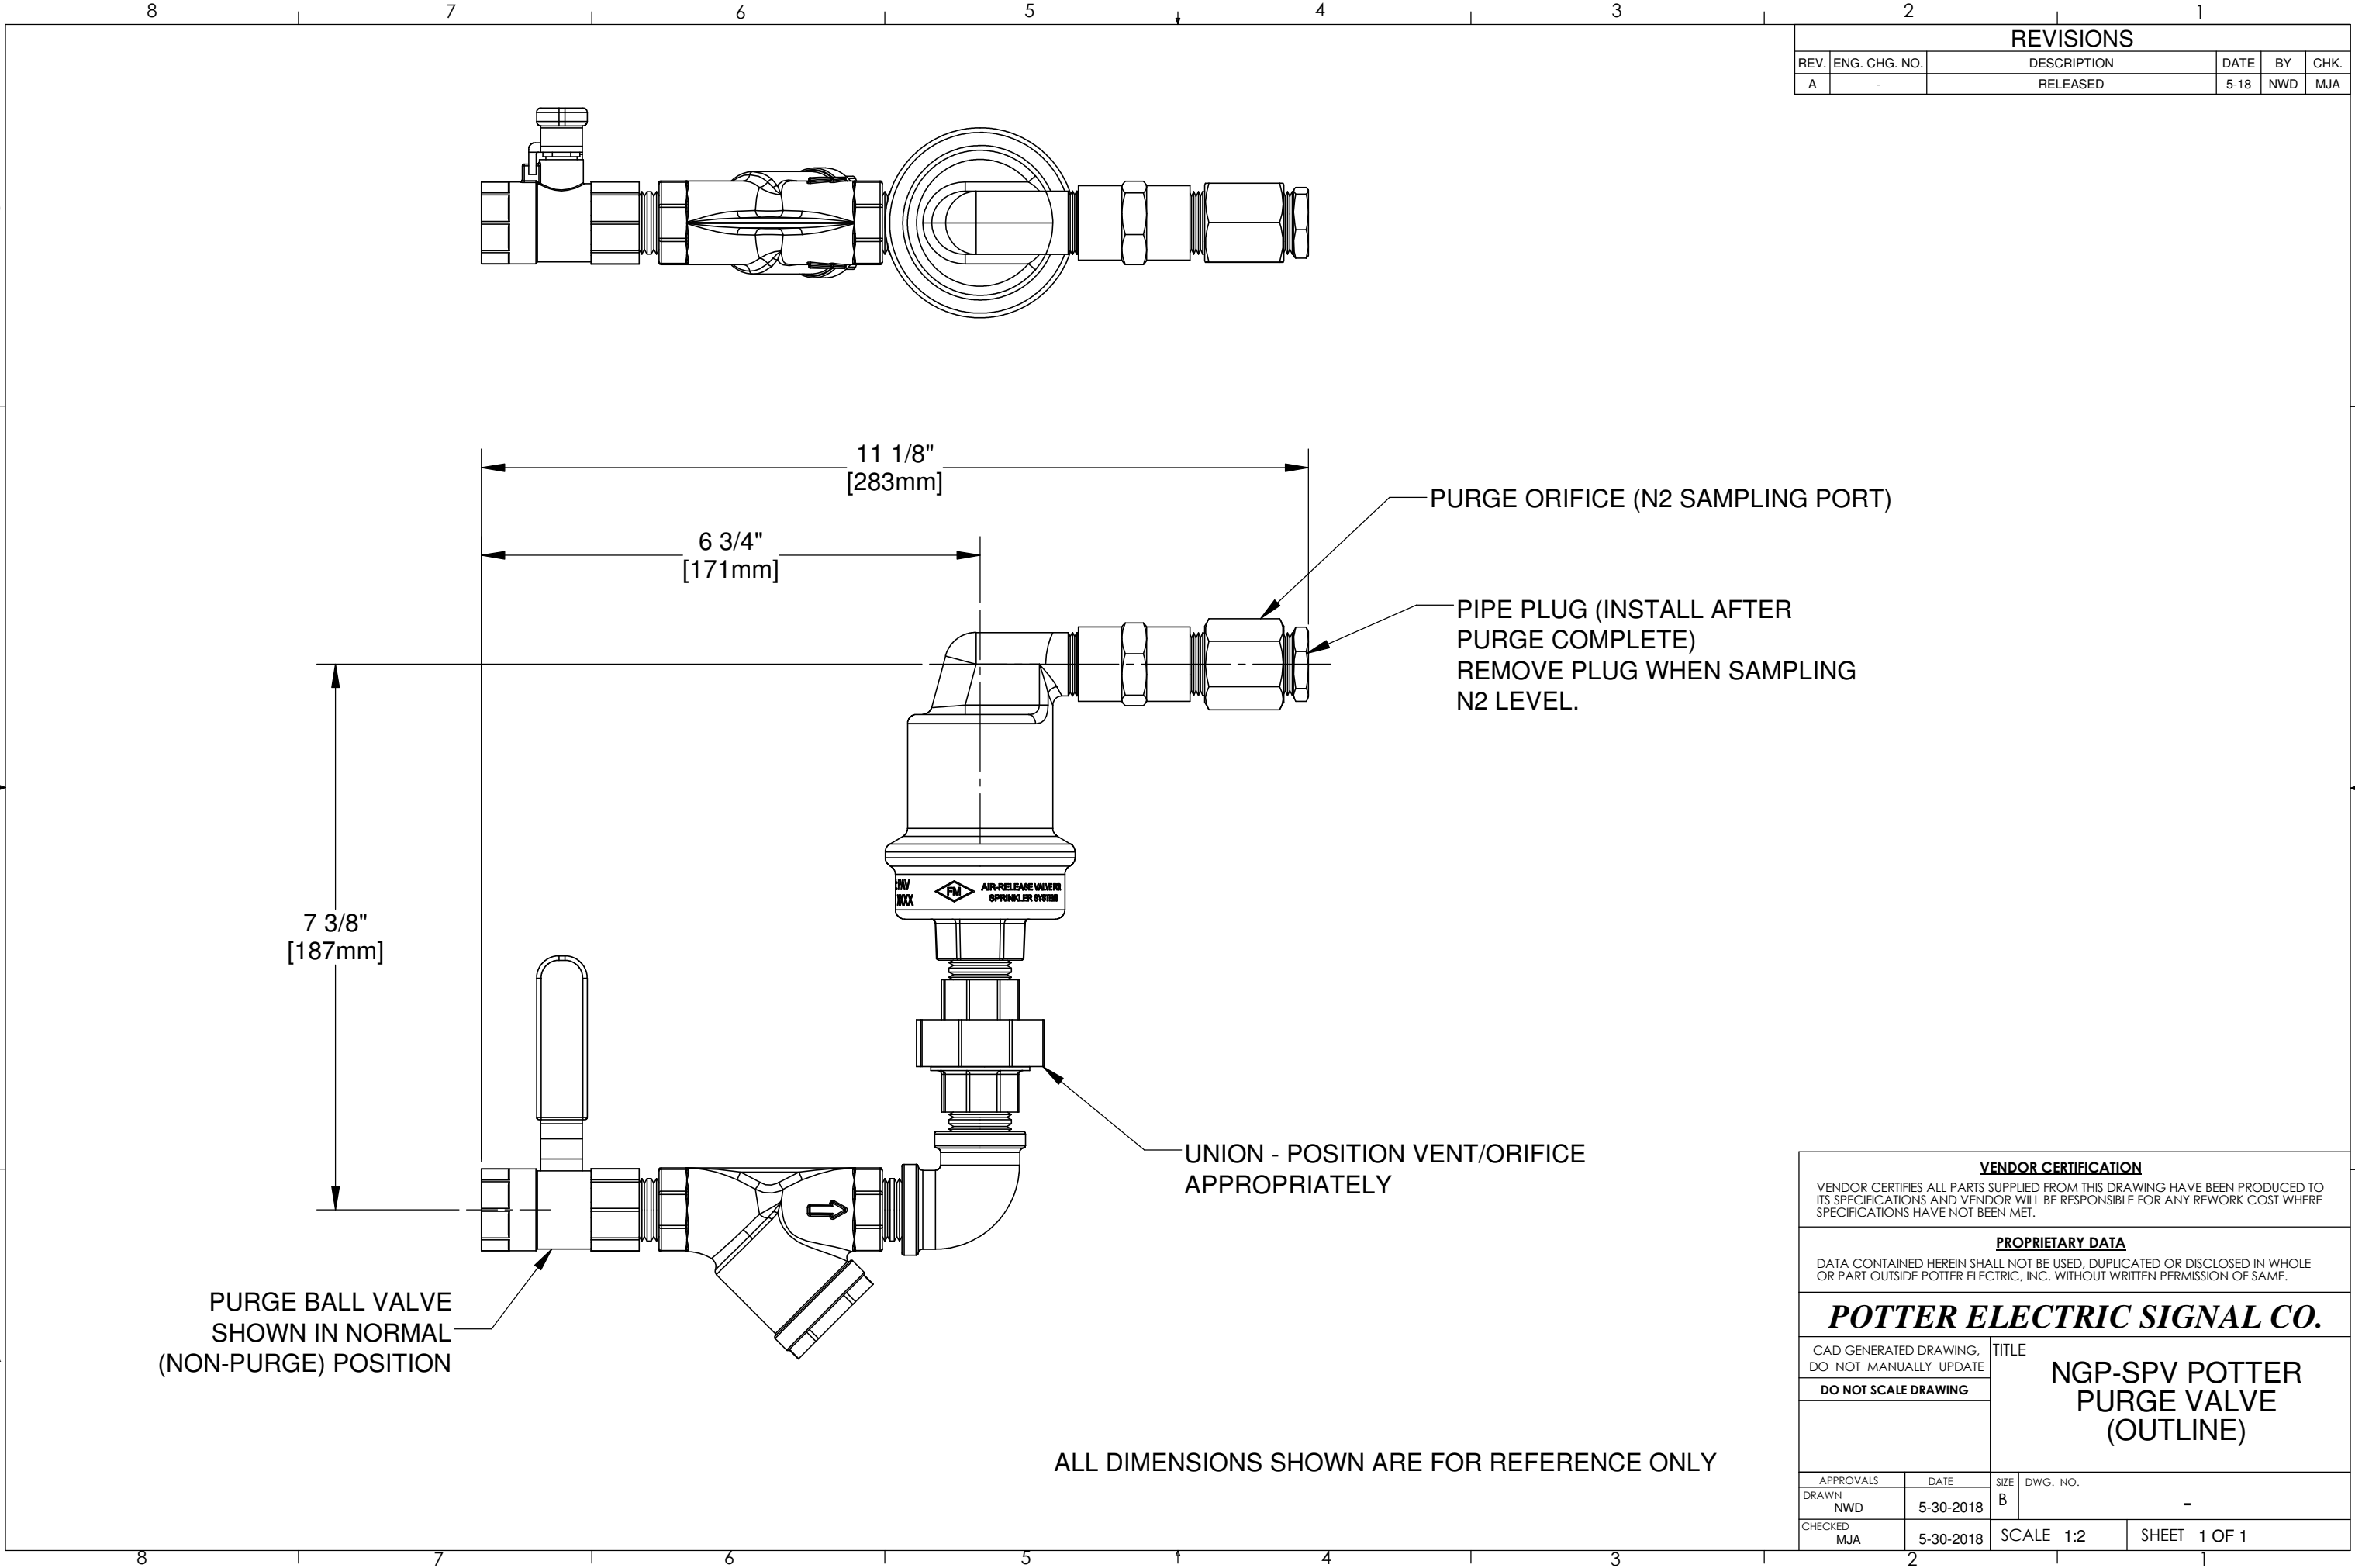 8 7 6 5 4 3 2 1
REVISIONS
REV. ENG. CHG. NO. DESCRIPTION DATE BY CHK.
A - RELEASED 5-18 NWD MJA
11 1/8"
[283mm]
6 3/4"
[171mm]
PURGE ORIFICE (N2 SAMPLING PORT)
PIPE PLUG (INSTALL AFTER
PURGE COMPLETE)
REMOVE PLUG WHEN SAMPLING
N2 LEVEL.
7 3/8"
[187mm]
FM
AIR-RELEASE VALVE
SPRINKLER SYSTEM
UNION - POSITION VENT/ORIFICE
APPROPRIATELY
PURGE BALL VALVE
SHOWN IN NORMAL
(NON-PURGE) POSITION
ALL DIMENSIONS SHOWN ARE FOR REFERENCE ONLY
VENDOR CERTIFICATION
VENDOR CERTIFIES ALL PARTS SUPPLIED FROM THIS DRAWING HAVE BEEN PRODUCED TO
ITS SPECIFICATIONS AND VENDOR WILL BE RESPONSIBLE FOR ANY REWORK COST WHERE
SPECIFICATIONS HAVE NOT BEEN MET.
PROPRIETARY DATA
DATA CONTAINED HEREIN SHALL NOT BE USED, DUPLICATED OR DISCLOSED IN WHOLE
OR PART OUTSIDE POTTER ELECTRIC, INC. WITHOUT WRITTEN PERMISSION OF SAME.
POTTER ELECTRIC SIGNAL CO.
CAD GENERATED DRAWING,
DO NOT MANUALLY UPDATE
DO NOT SCALE DRAWING
TITLE
NGP-SPV POTTER
PURGE VALVE
(OUTLINE)
APPROVALS DATE SIZE DWG. NO.
DRAWN
NWD 5-30-2018 B -
CHECKED
MJA 5-30-2018 SCALE 1:2 SHEET 1 OF 1
8 7 6 5 4 3 2 1